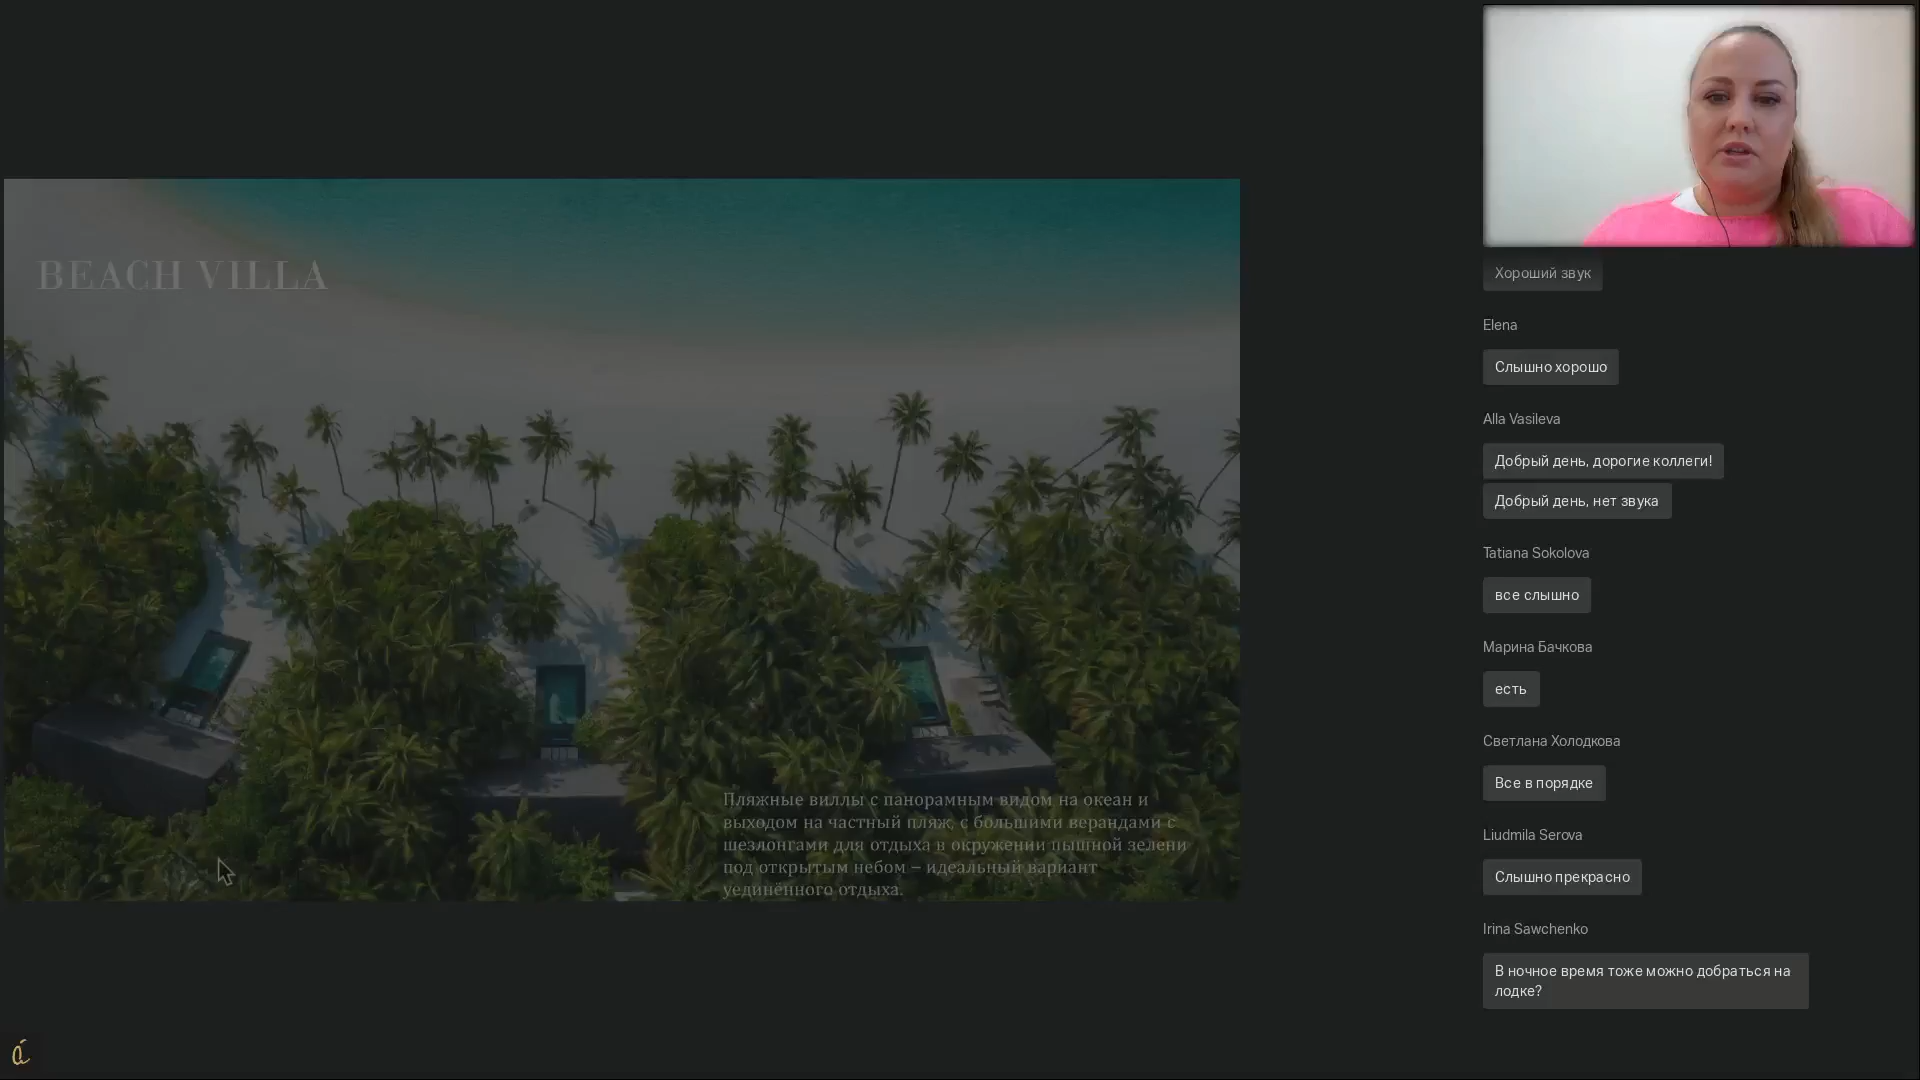 BEACH VILLA
Пляжные виллы с панорамным видом на океан и
выходом на частный пляж, с большими верандами с
шезлонгами для отдыха в окружении пышной зелени
под открытым небом – идеальный вариант
уединённого отдыха.
Хороший звук
Elena
Слышно хорошо
Alla Vasileva
Добрый день, дорогие коллеги!
Добрый день, нет звука
Tatiana Sokolova
все слышно
Марина Бачкова
есть
Светлана Холодкова
Все в порядке
Liudmila Serova
Слышно прекрасно
Irina Sawchenko
В ночное время тоже можно добраться на
лодке?
á